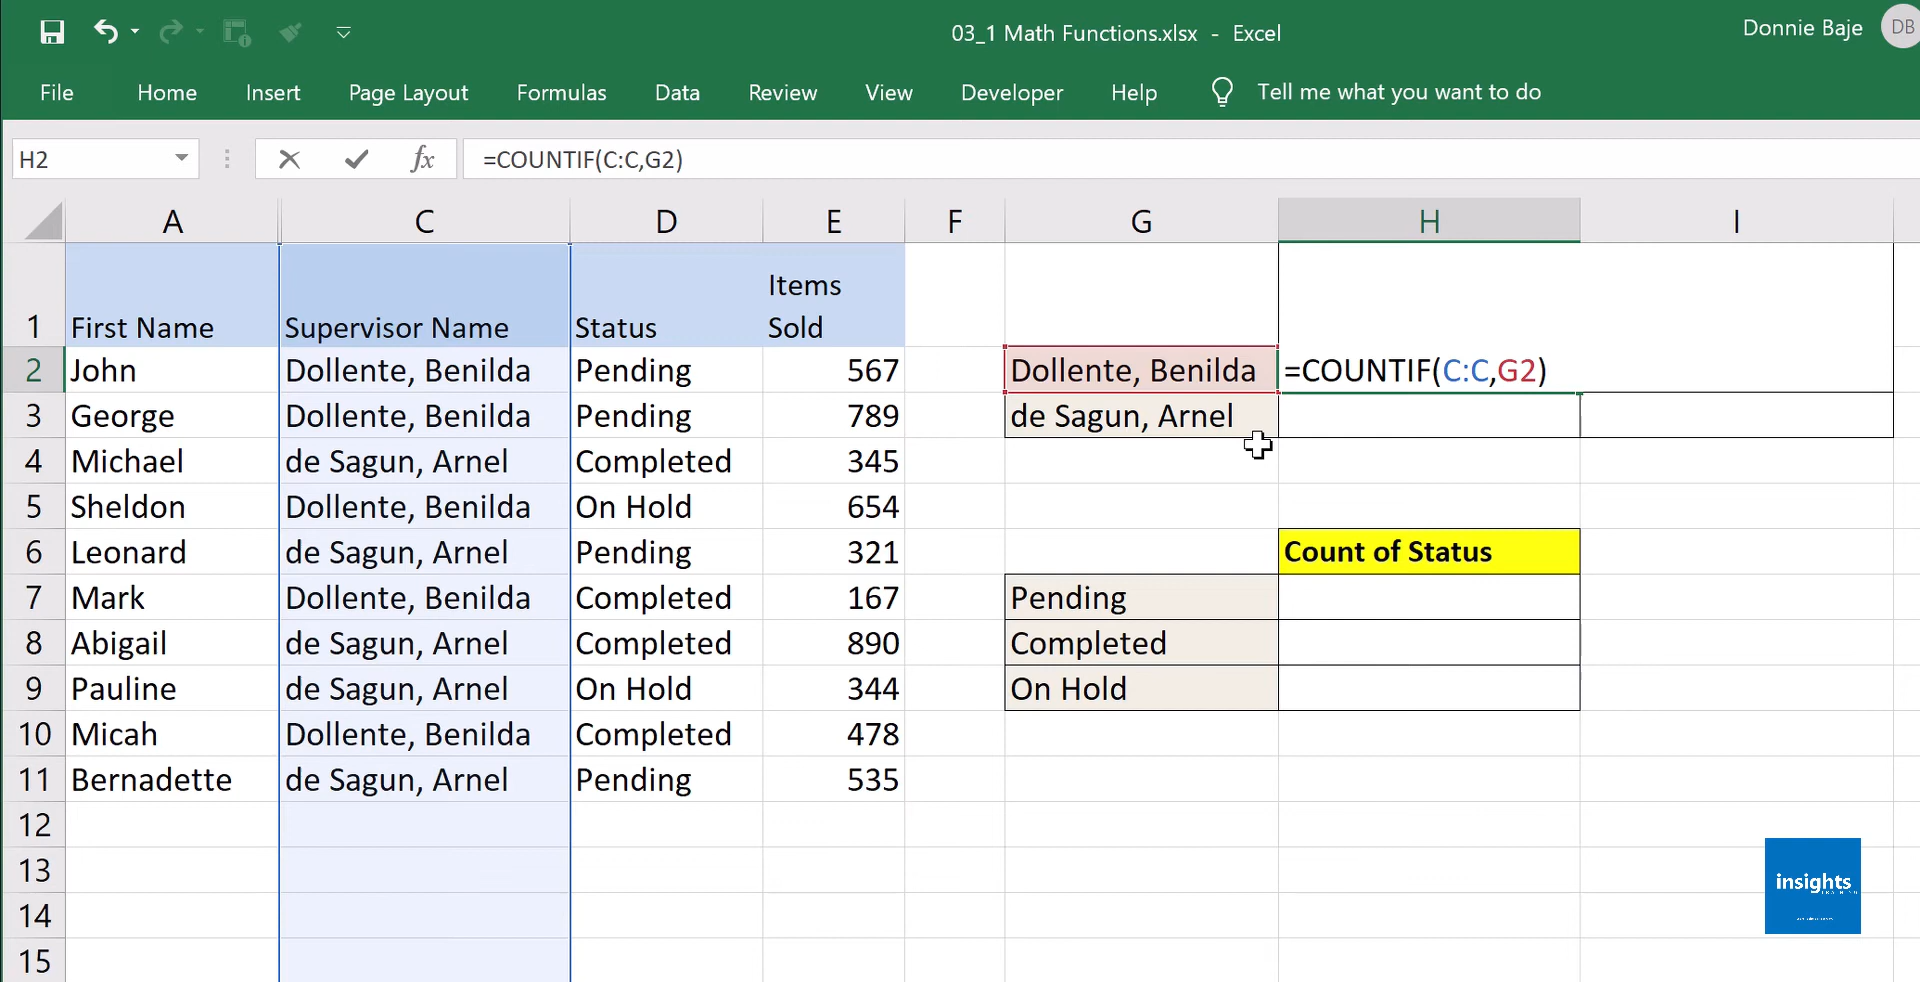 03_1 Math Functions.xlsx - Excel
Donnie Baje
DB
File Home Insert Page Layout Formulas Data Review View Developer Help Tell me what you want to do
H2 fx =COUNTIF(C:C,G2)
A C D E F G H I
1 First Name Supervisor Name Status Items Sold
2 John Dollente, Benilda Pending 567 Dollente, Benilda =COUNTIF(C:C,G2)
3 George Dollente, Benilda Pending 789 de Sagun, Arnel
4 Michael de Sagun, Arnel Completed 345
5 Sheldon Dollente, Benilda On Hold 654
6 Leonard de Sagun, Arnel Pending 321 Count of Status
7 Mark Dollente, Benilda Completed 167 Pending
8 Abigail de Sagun, Arnel Completed 890 Completed
9 Pauline de Sagun, Arnel On Hold 344 On Hold
10 Micah Dollente, Benilda Completed 478
11 Bernadette de Sagun, Arnel Pending 535
12
13
14
15
insights